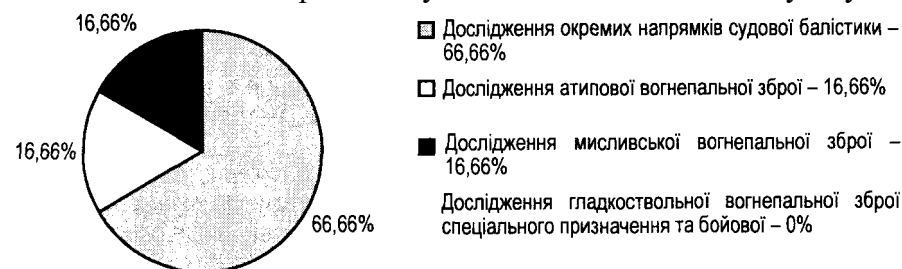 16,66%
16,66%
66,66%
Дослідження окремих напрямків судової балістики –
66,66%
Дослідження атипової вогнепальної зброї – 16,66%
Дослідження мисливської вогнепальної зброї –
16,66%
Дослідження гладкоствольної вогнепальної зброї
спеціального призначення та бойової – 0%